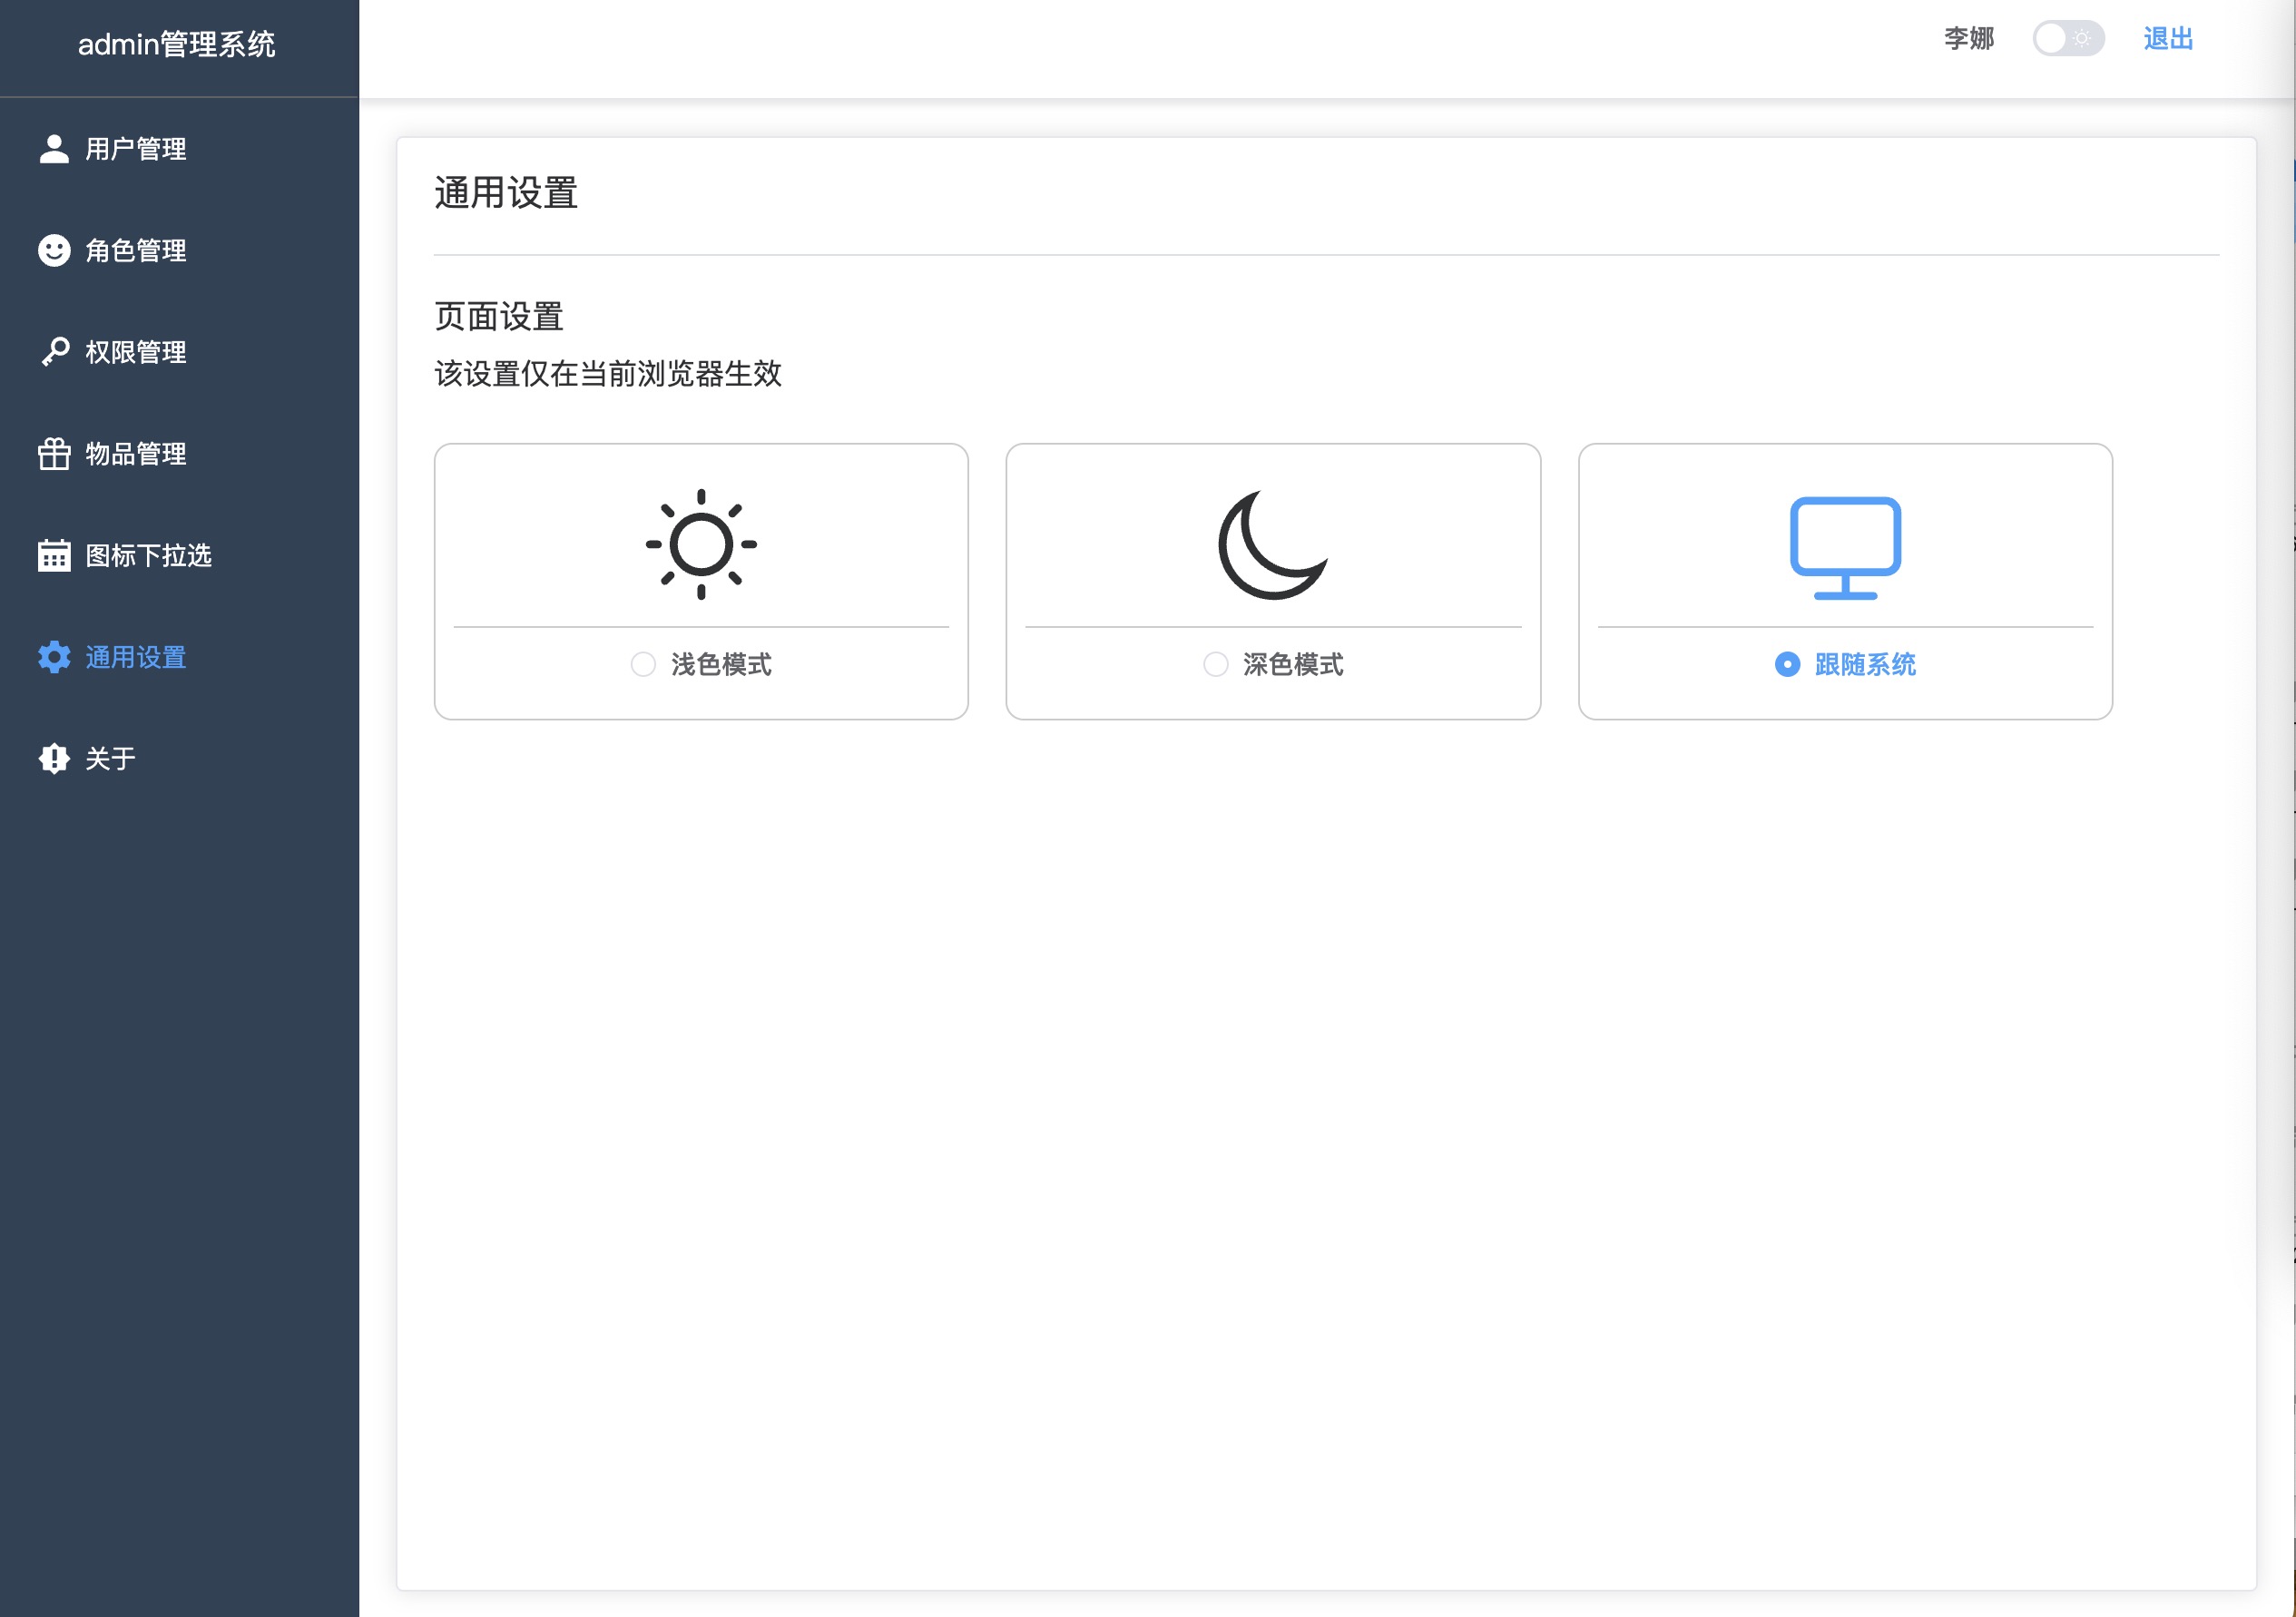 admin管理系统
李娜
退出
用户管理
角色管理
权限管理
物品管理
图标下拉选
通用设置
关于
通用设置
页面设置
该设置仅在当前浏览器生效
浅色模式
深色模式
跟随系统